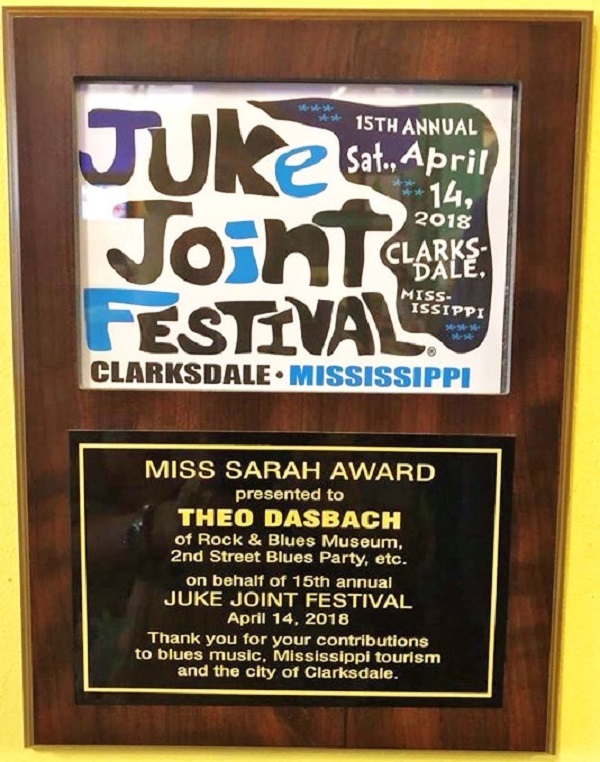 JUKe
JoinT
FESTIVAL®
15TH ANNUAL
Sat., April
14,
2018
CLARKS-
DALE,
MISS-
ISSIPPI
CLARKSDALE • MISSISSIPPI
MISS SARAH AWARD
presented to
THEO DASBACH
of Rock & Blues Museum,
2nd Street Blues Party, etc.
on behalf of 15th annual
JUKE JOINT FESTIVAL
April 14, 2018
Thank you for your contributions
to blues music, Mississippi tourism
and the city of Clarksdale.